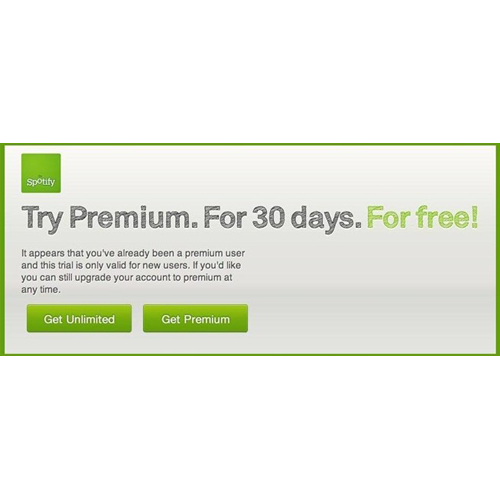 Spotify
Try Premium. For 30 days. For free!
It appears that you've already been a premium user
and this trial is only valid for new users. If you'd like
you can still upgrade your account to premium at
any time.
Get Unlimited
Get Premium